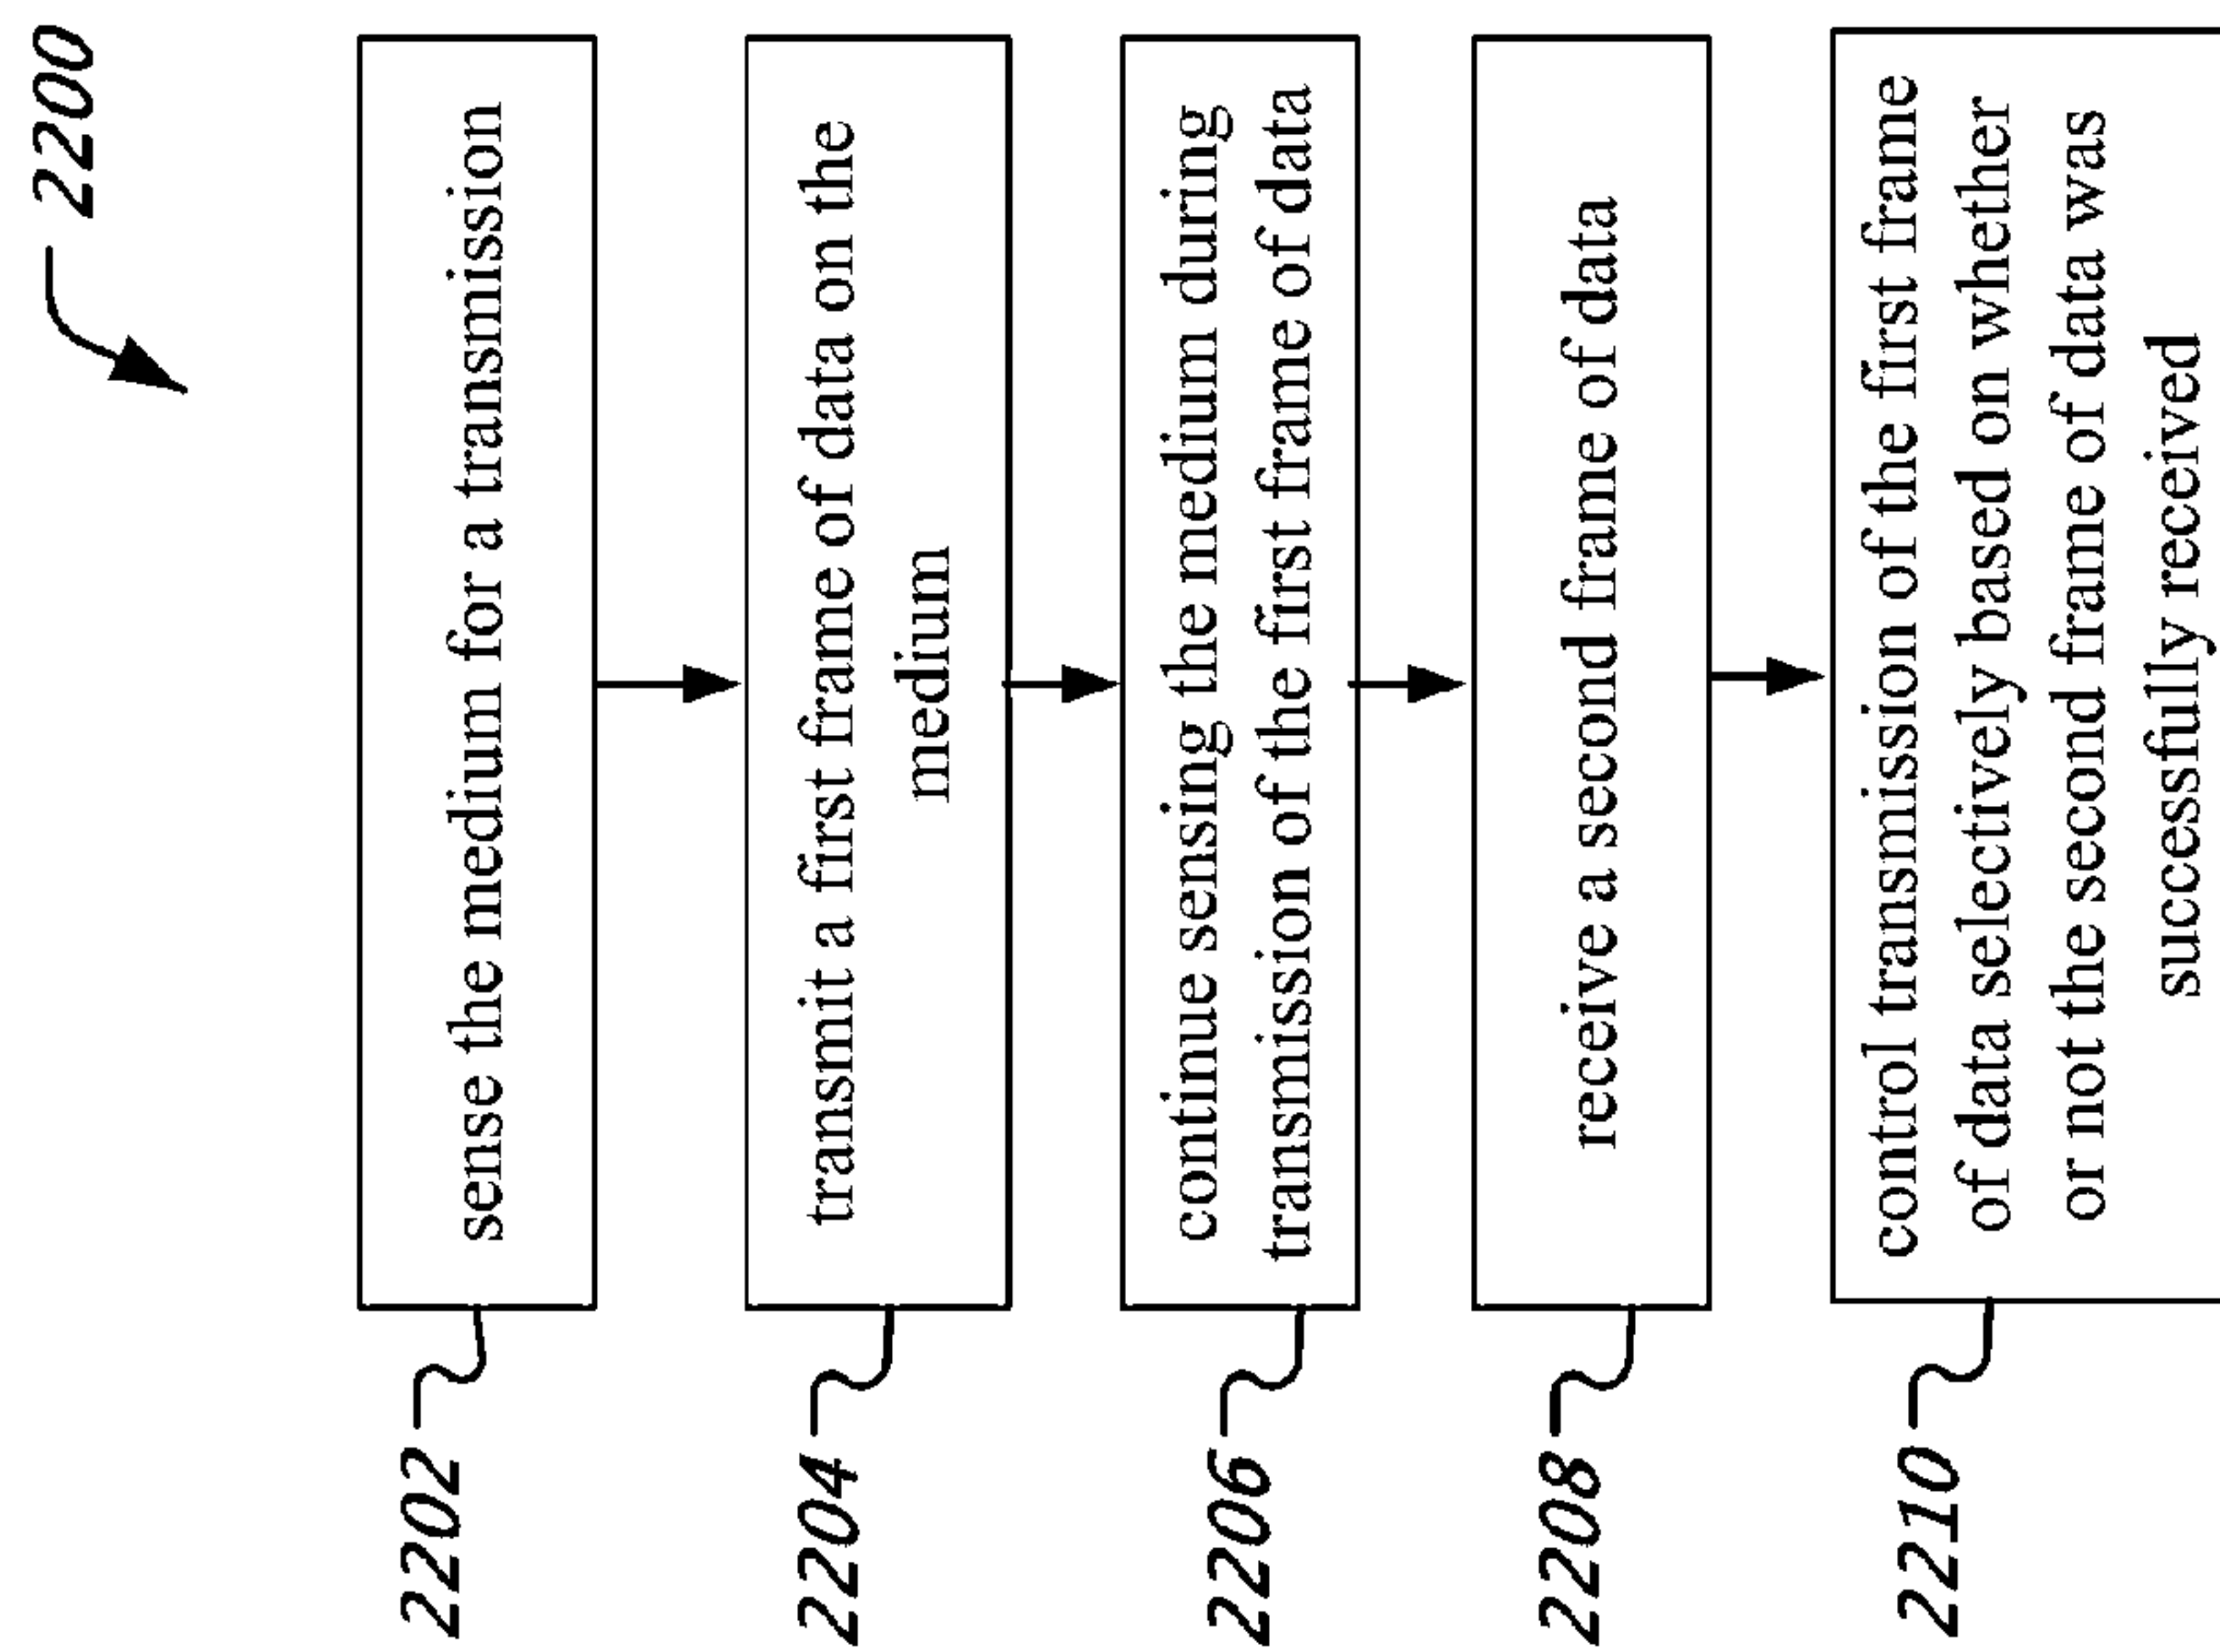 2200
2202
sense the medium for a transmission
2204
transmit a first frame of data on the
medium
2206
continue sensing the medium during
transmission of the first frame of data
2208
receive a second frame of data
2210
control transmission of the first frame
of data selectively based on whether
or not the second frame of data was
successfully received